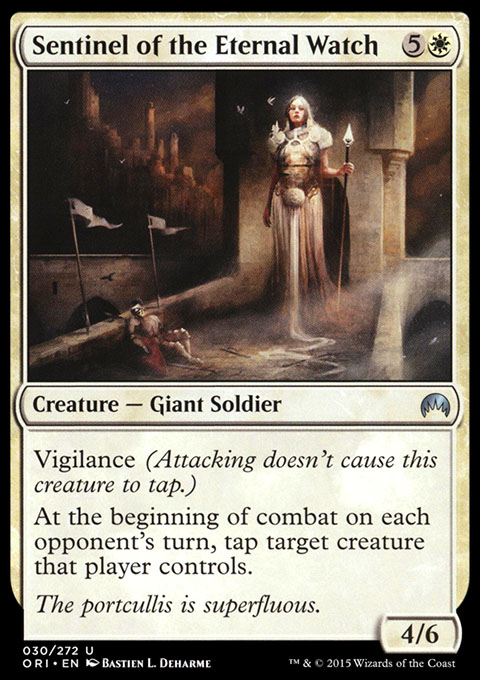 Sentinel of the Eternal Watch 5
Creature — Giant Soldier
Vigilance (Attacking doesn't cause this
creature to tap.)
At the beginning of combat on each
opponent's turn, tap target creature
that player controls.
The portcullis is superfluous.
4/6
030/272 U
ORI • EN Bastien L. Deharme
™ & © 2015 Wizards of the Coast